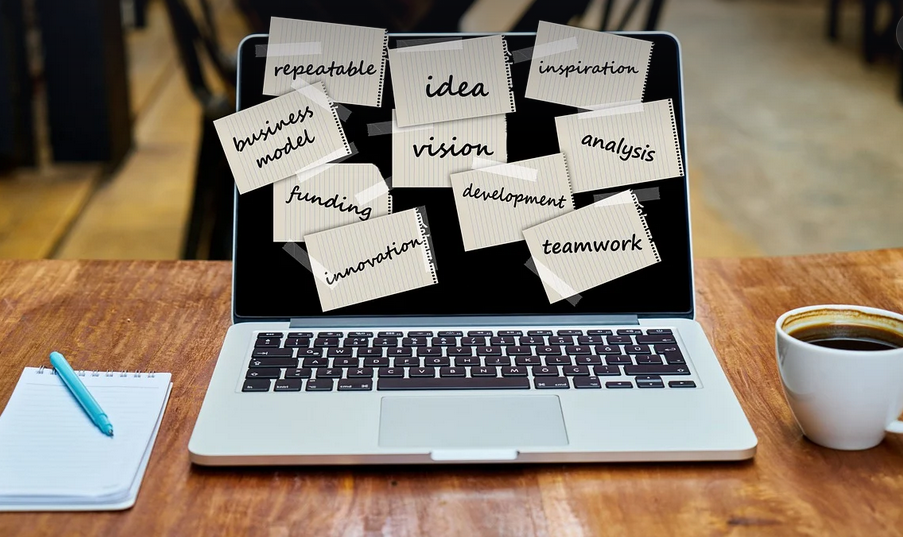 repeatable
idea
inspiration
business
model
vision
analysis
funding
development
innovation
teamwork